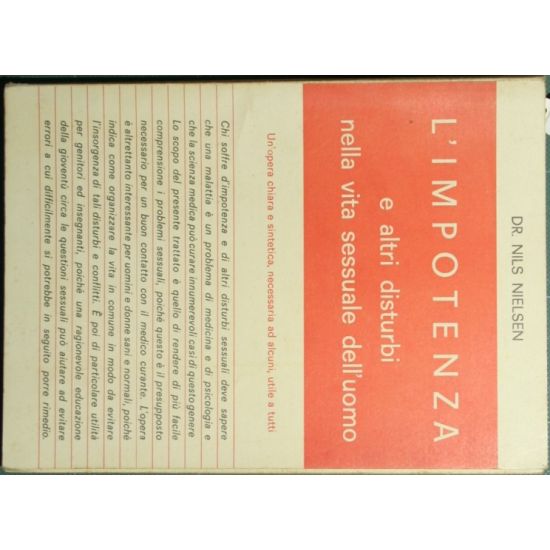 DR. NILS NIELSEN
L'IMPOTENZA
e altri disturbi
nella vita sessuale dell'uomo
Un'opera chiara e sintetica, necessaria ad alcuni, utile a tutti
Chi soffre d'impotenza e di altri disturbi sessuali deve sapere
che una malattia è un problema di medicina e di psicologia e
che la scienza medica può curare innumerevoli casi di questo genere
Lo scopo del presente trattato è quello di rendere di più facile
comprensione i problemi sessuali, poichè questo è il presupposto
necessario per un buon contatto con il medico curante. L'opera
è altrettanto interessante per uomini e donne sani e normali, poichè
indica come organizzare la vita in comune in modo da evitare
l'insorgenza di tali disturbi e conflitti. È poi di particolare utilità
per genitori ed insegnanti, poichè una ragionevole educazione
della gioventù circa le questioni sessuali può aiutare ad evitare
errori a cui difficilmente si potrebbe in seguito porre rimedio.